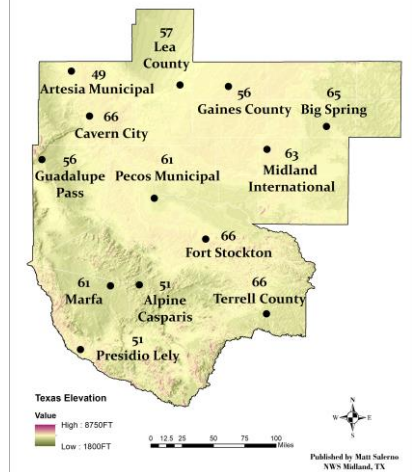 57
Lea
County
49
Artesia Municipal
56
Gaines County
65
Big Spring
66
Cavern City
56
Guadalupe
Pass
61
Pecos Municipal
63
Midland
International
66
Fort Stockton
61
Marfa
51
Alpine
Casparis
66
Terrell County
51
Presidio Lely
Texas Elevation
Value
High : 8750FT
Low : 1800FT
0 12.5 25 50 75 100
Miles
N
W E
S
Published by Matt Salerno
NWS Midland, TX